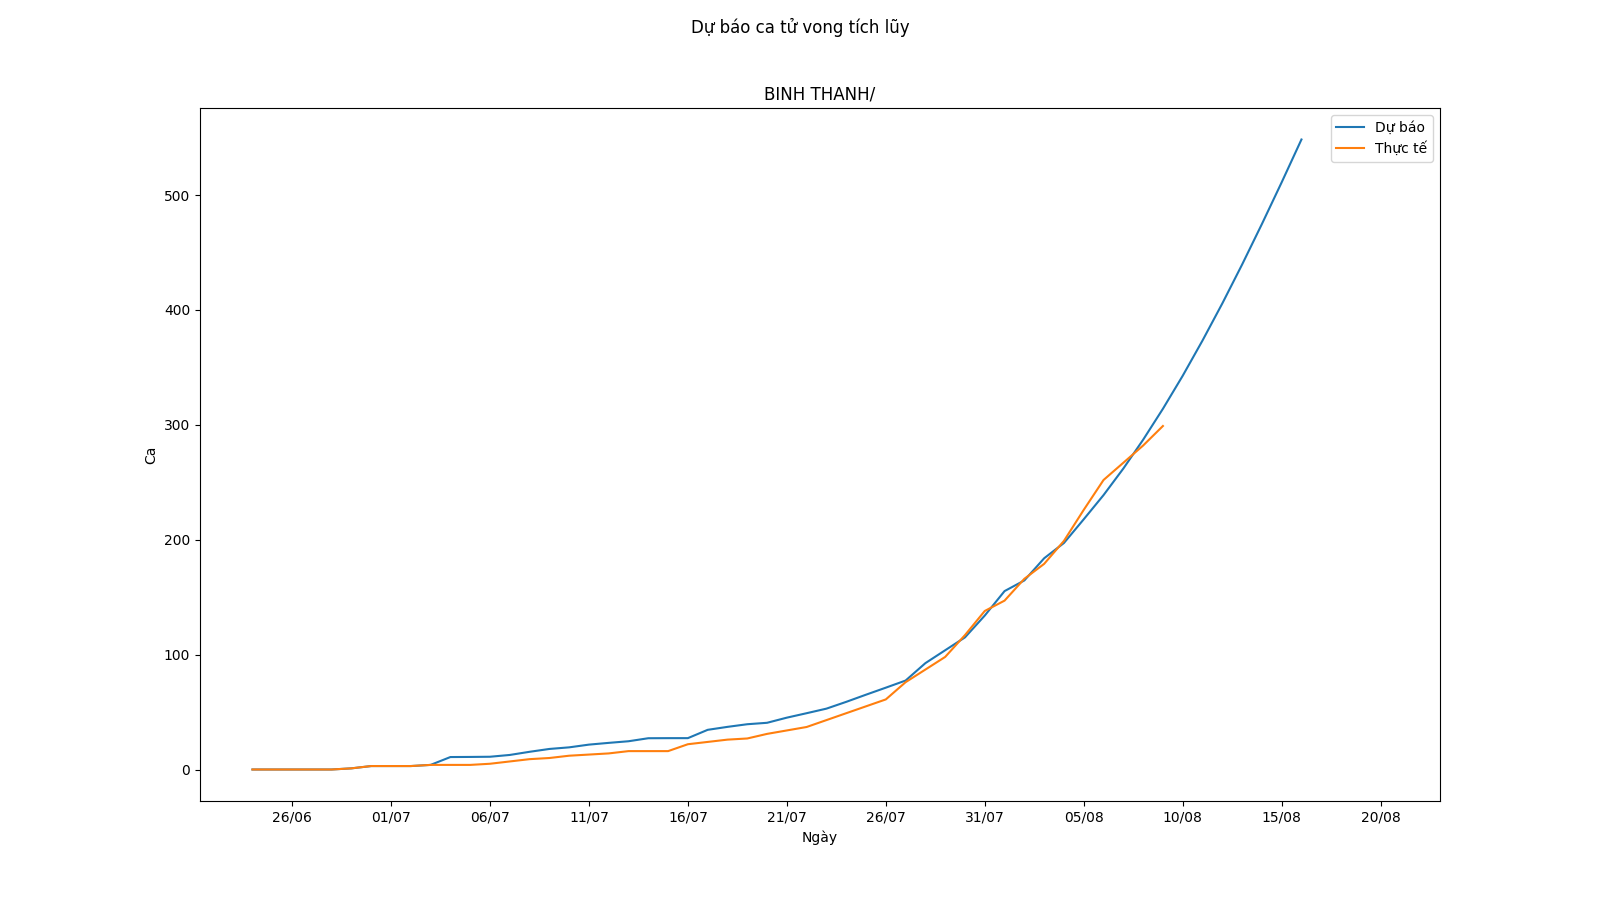 Dự báo ca tử vong tích lũy
BINH THANH/
Dự báo
Thực tế
500
400
300
200
100
0
Ca
26/06 01/07 06/07 11/07 16/07 21/07 26/07 31/07 05/08 10/08 15/08 20/08
Ngày